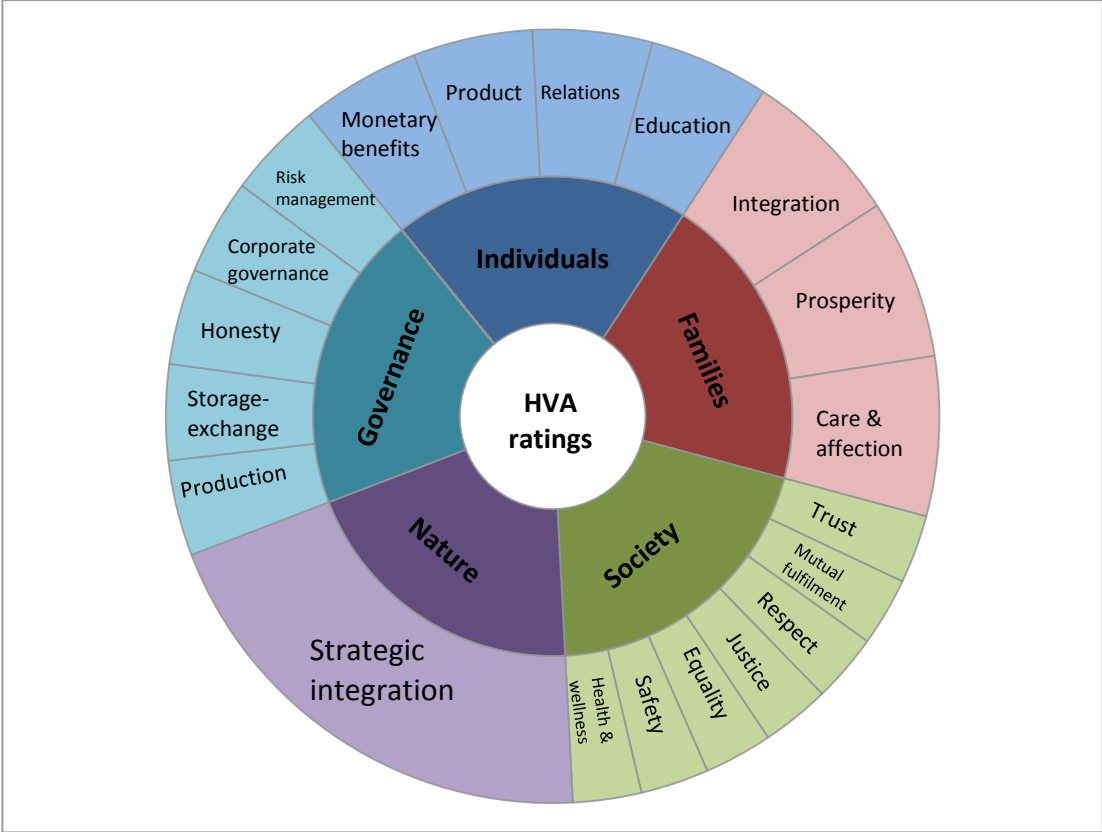 HVA
ratings
Individuals
Monetary
benefits
Product
Relations
Education
Families
Integration
Prosperity
Care &
affection
Society
Trust
Mutual
fulfilment
Respect
Justice
Equality
Safety
Health &
wellness
Nature
Strategic
integration
Governance
Production
Storage-
exchange
Honesty
Corporate
governance
Risk
management